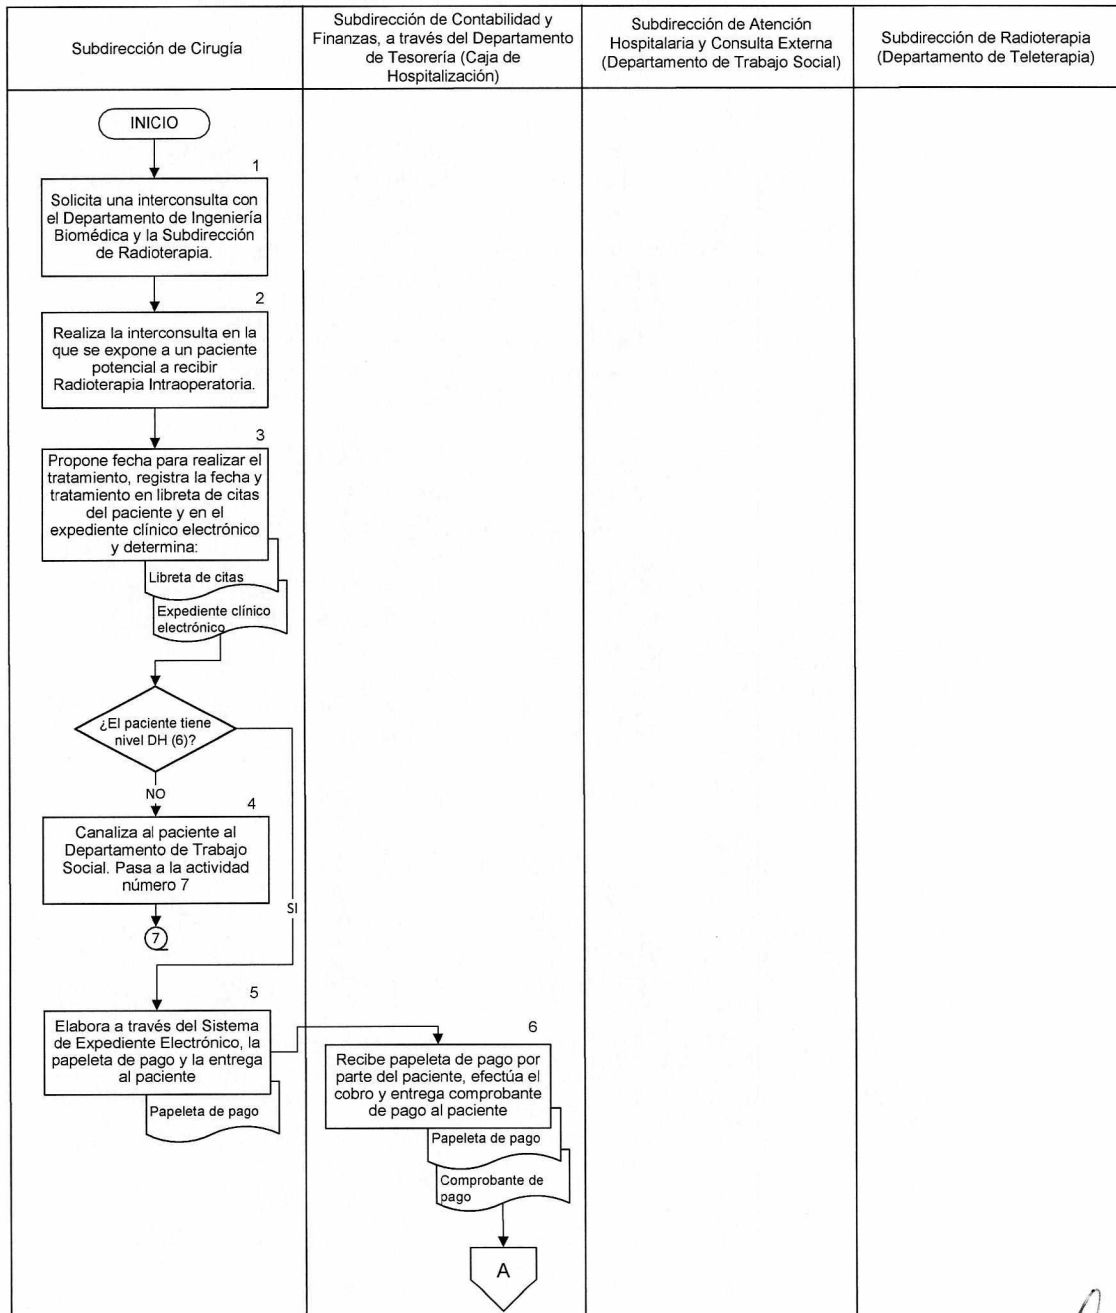 Subdirección de Cirugía
Subdirección de Contabilidad y
Finanzas, a través del Departamento
de Tesorería (Caja de
Hospitalización)
Subdirección de Atención
Hospitalaria y Consulta Externa
(Departamento de Trabajo Social)
Subdirección de Radioterapia
(Departamento de Teleterapia)
INICIO
1
Solicita una interconsulta con
el Departamento de Ingeniería
Biomédica y la Subdirección
de Radioterapia.
2
Realiza la interconsulta en la
que se expone a un paciente
potencial a recibir
Radioterapia Intraoperatoria.
3
Propone fecha para realizar el
tratamiento, registra la fecha y
tratamiento en libreta de citas
del paciente y en el
expediente clínico electrónico
y determina:
Libreta de citas
Expediente clínico
electrónico
¿El paciente tiene
nivel DH (6)?
NO
4
Canaliza al paciente al
Departamento de Trabajo
Social. Pasa a la actividad
número 7
SI
7
5
Elabora a través del Sistema
de Expediente Electrónico, la
papeleta de pago y la entrega
al paciente
Papeleta de pago
6
Recibe papeleta de pago por
parte del paciente, efectúa el
cobro y entrega comprobante
de pago al paciente
Papeleta de pago
Comprobante de
pago
A